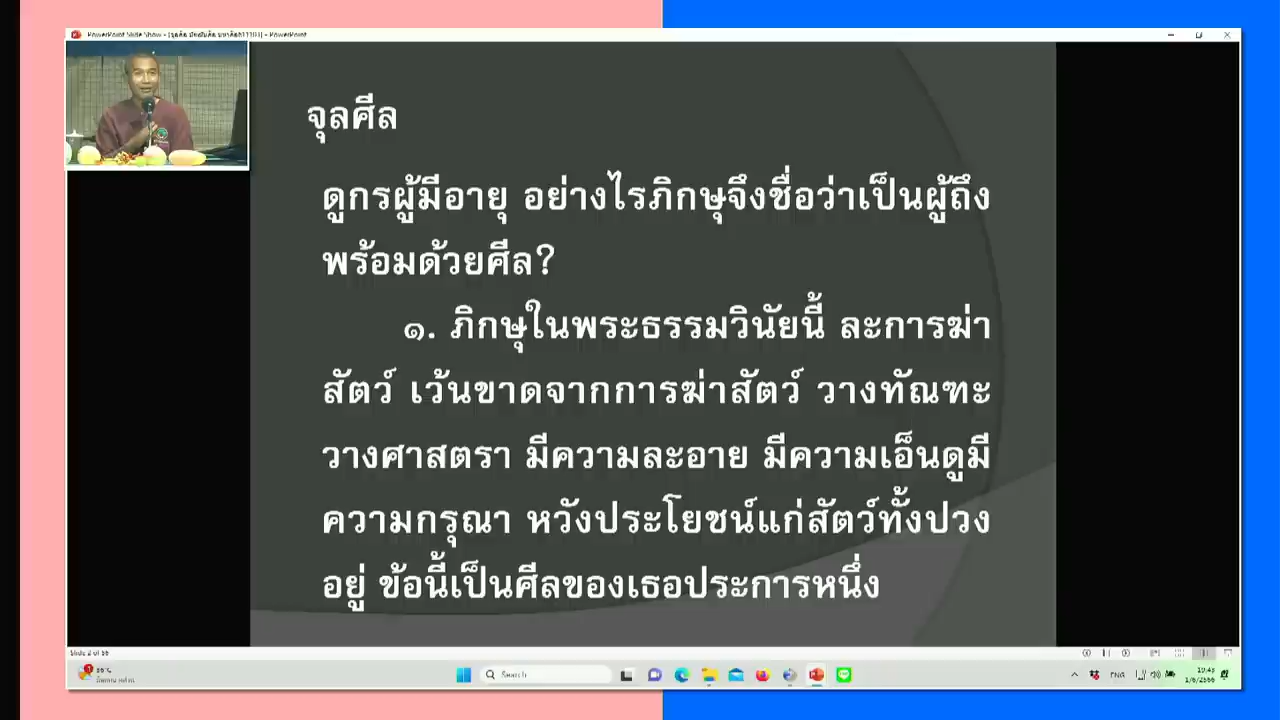 จุลศีล
ดูกรผู้มีอายุ อย่างไรภิกษุจึงชื่อว่าเป็นผู้ถึง
พร้อมด้วยศีล?
๑. ภิกษุในพระธรรมวินัยนี้ ละการฆ่า
สัตว์ เว้นขาดจากการฆ่าสัตว์ วางทัณฑะ
วางศาสตรา มีความละอาย มีความเอ็นดูมี
ความกรุณา หวังประโยชน์แก่สัตว์ทั้งปวง
อยู่ ข้อนี้เป็นศีลของเธอประการหนึ่ง
Search
ENG
19:43
1/6/2566